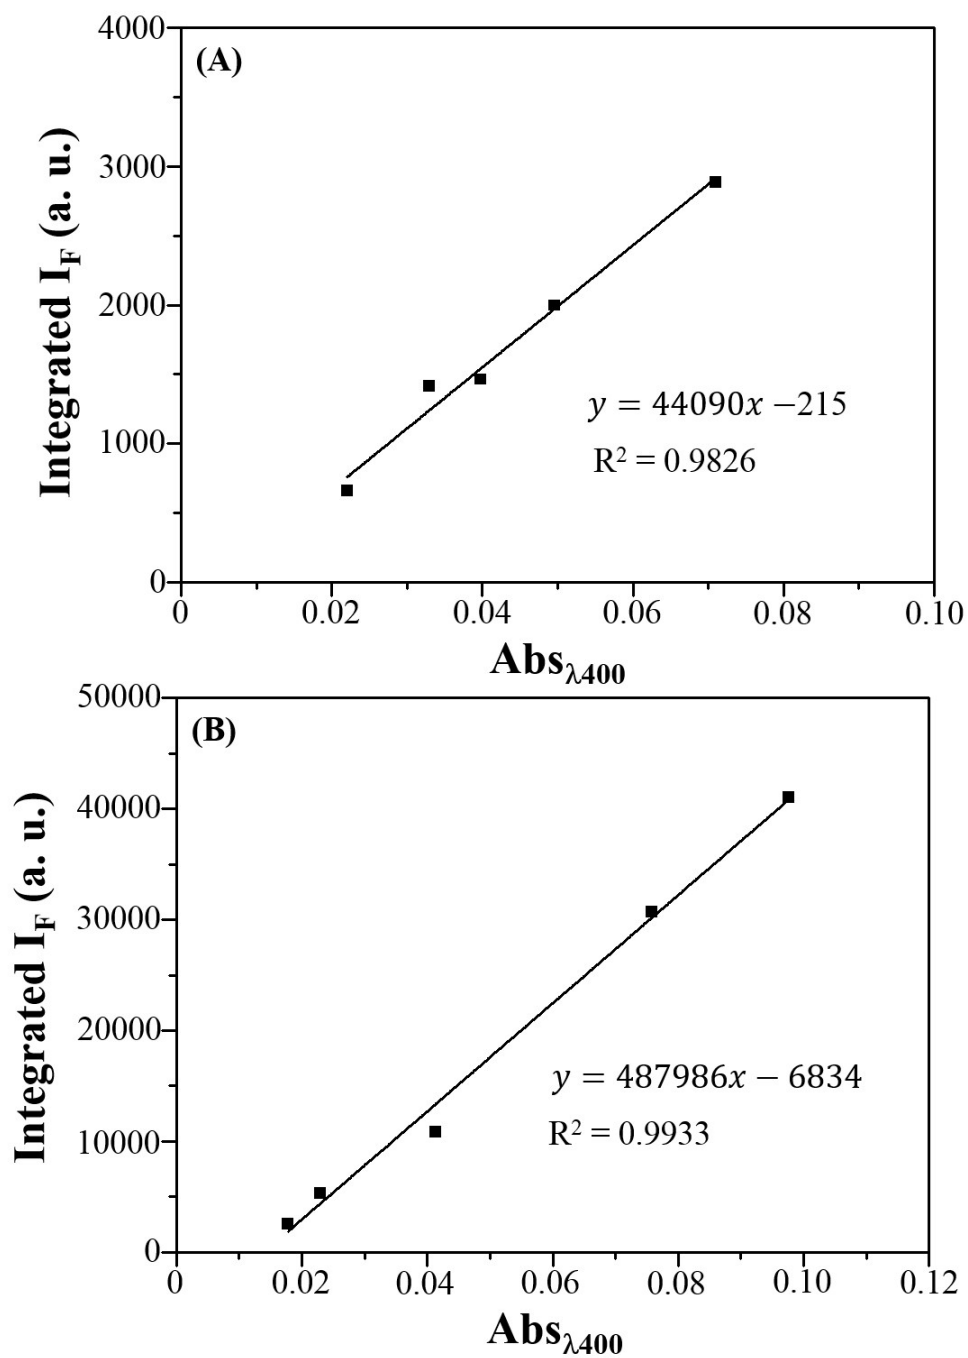 (A)
Integrated I_F (a. u.)
4000
3000
2000
1000
0
y = 44090x −215
R² = 0.9826
0 0.02 0.04 0.06 0.08 0.10
Abs_λ400
(B)
Integrated I_F (a. u.)
50000
40000
30000
20000
10000
0
y = 487986x − 6834
R² = 0.9933
0 0.02 0.04 0.06 0.08 0.10 0.12
Abs_λ400